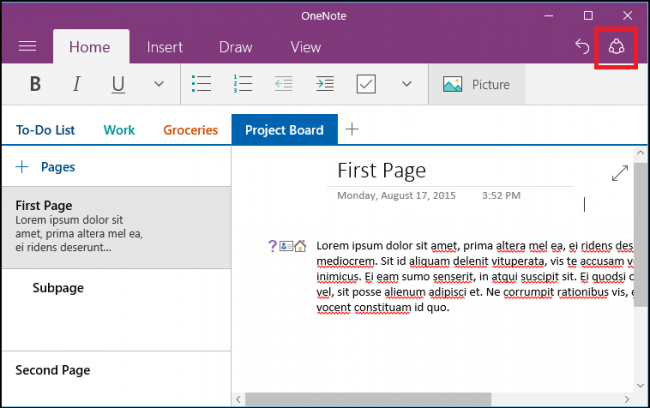 OneNote
Home Insert Draw View
B I U Picture
To-Do List Work Groceries Project Board
Pages
First Page
Lorem ipsum dolor sit
amet, prima altera mel ea,
ei ridens deserunt...
Subpage
Second Page
First Page
Monday, August 17, 2015 3:52 PM
Lorem ipsum dolor sit amet, prima altera mel ea, ei ridens des
mediocrem. Sit id aliquam delenit vituperata, vis te accusam
inimicus. Ei eam sumo senserit, in atqui suscipit sit. Ei quodsi
vel, sit posse alienum adipisci et. Ne corrumpit rationibus vis,
vocent constituam id quo.